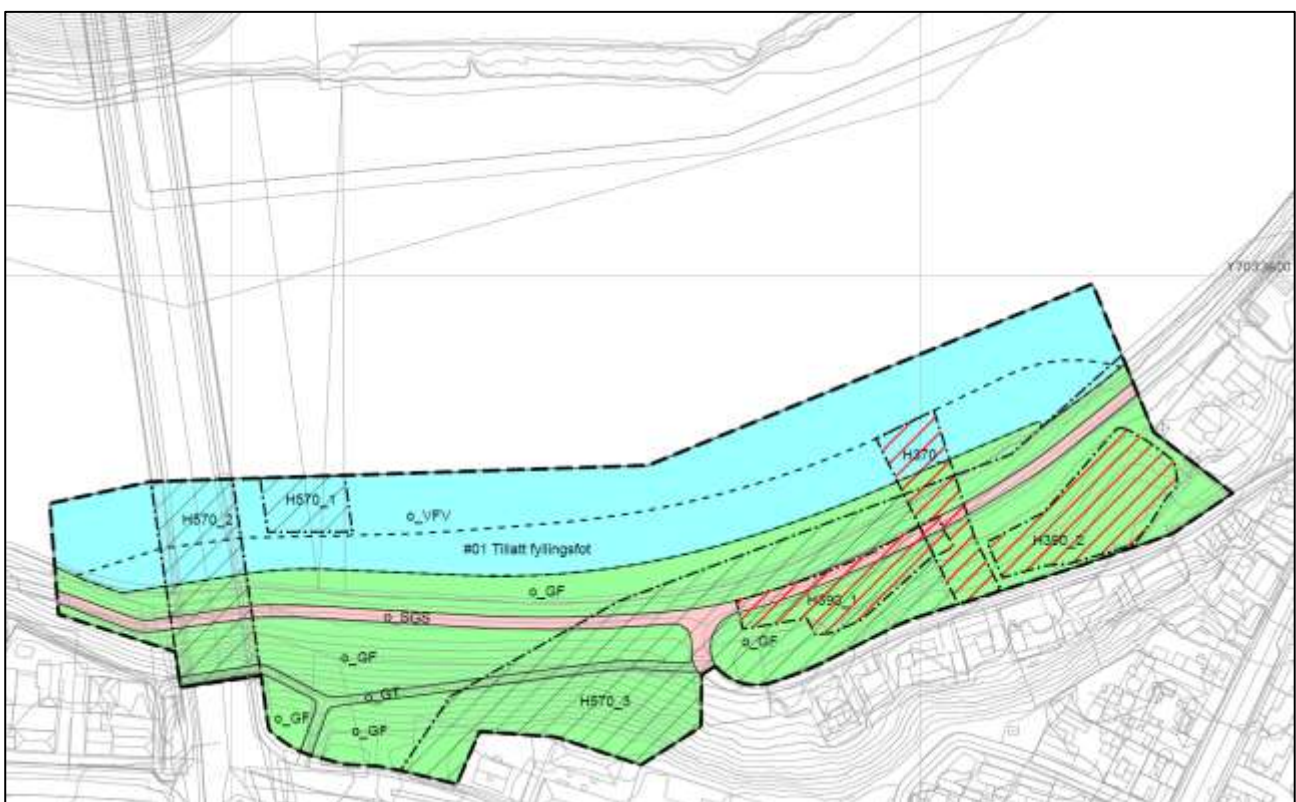 Y7033600
H370
H570_1
H570_2
o_VFV
#01 Tillatt fyllingsfot
H390_2
o_GF
H390_1
o_SGS
o_GF
o_GF
o_GT
H570_3
o_GF
o_GF